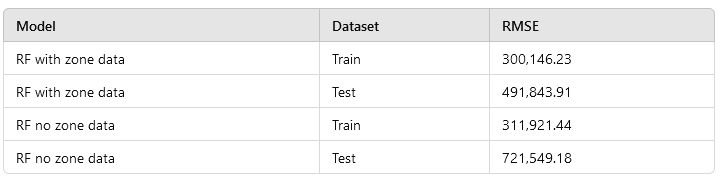 Model Dataset RMSE
RF with zone data Train 300,146.23
RF with zone data Test 491,843.91
RF no zone data Train 311,921.44
RF no zone data Test 721,549.18